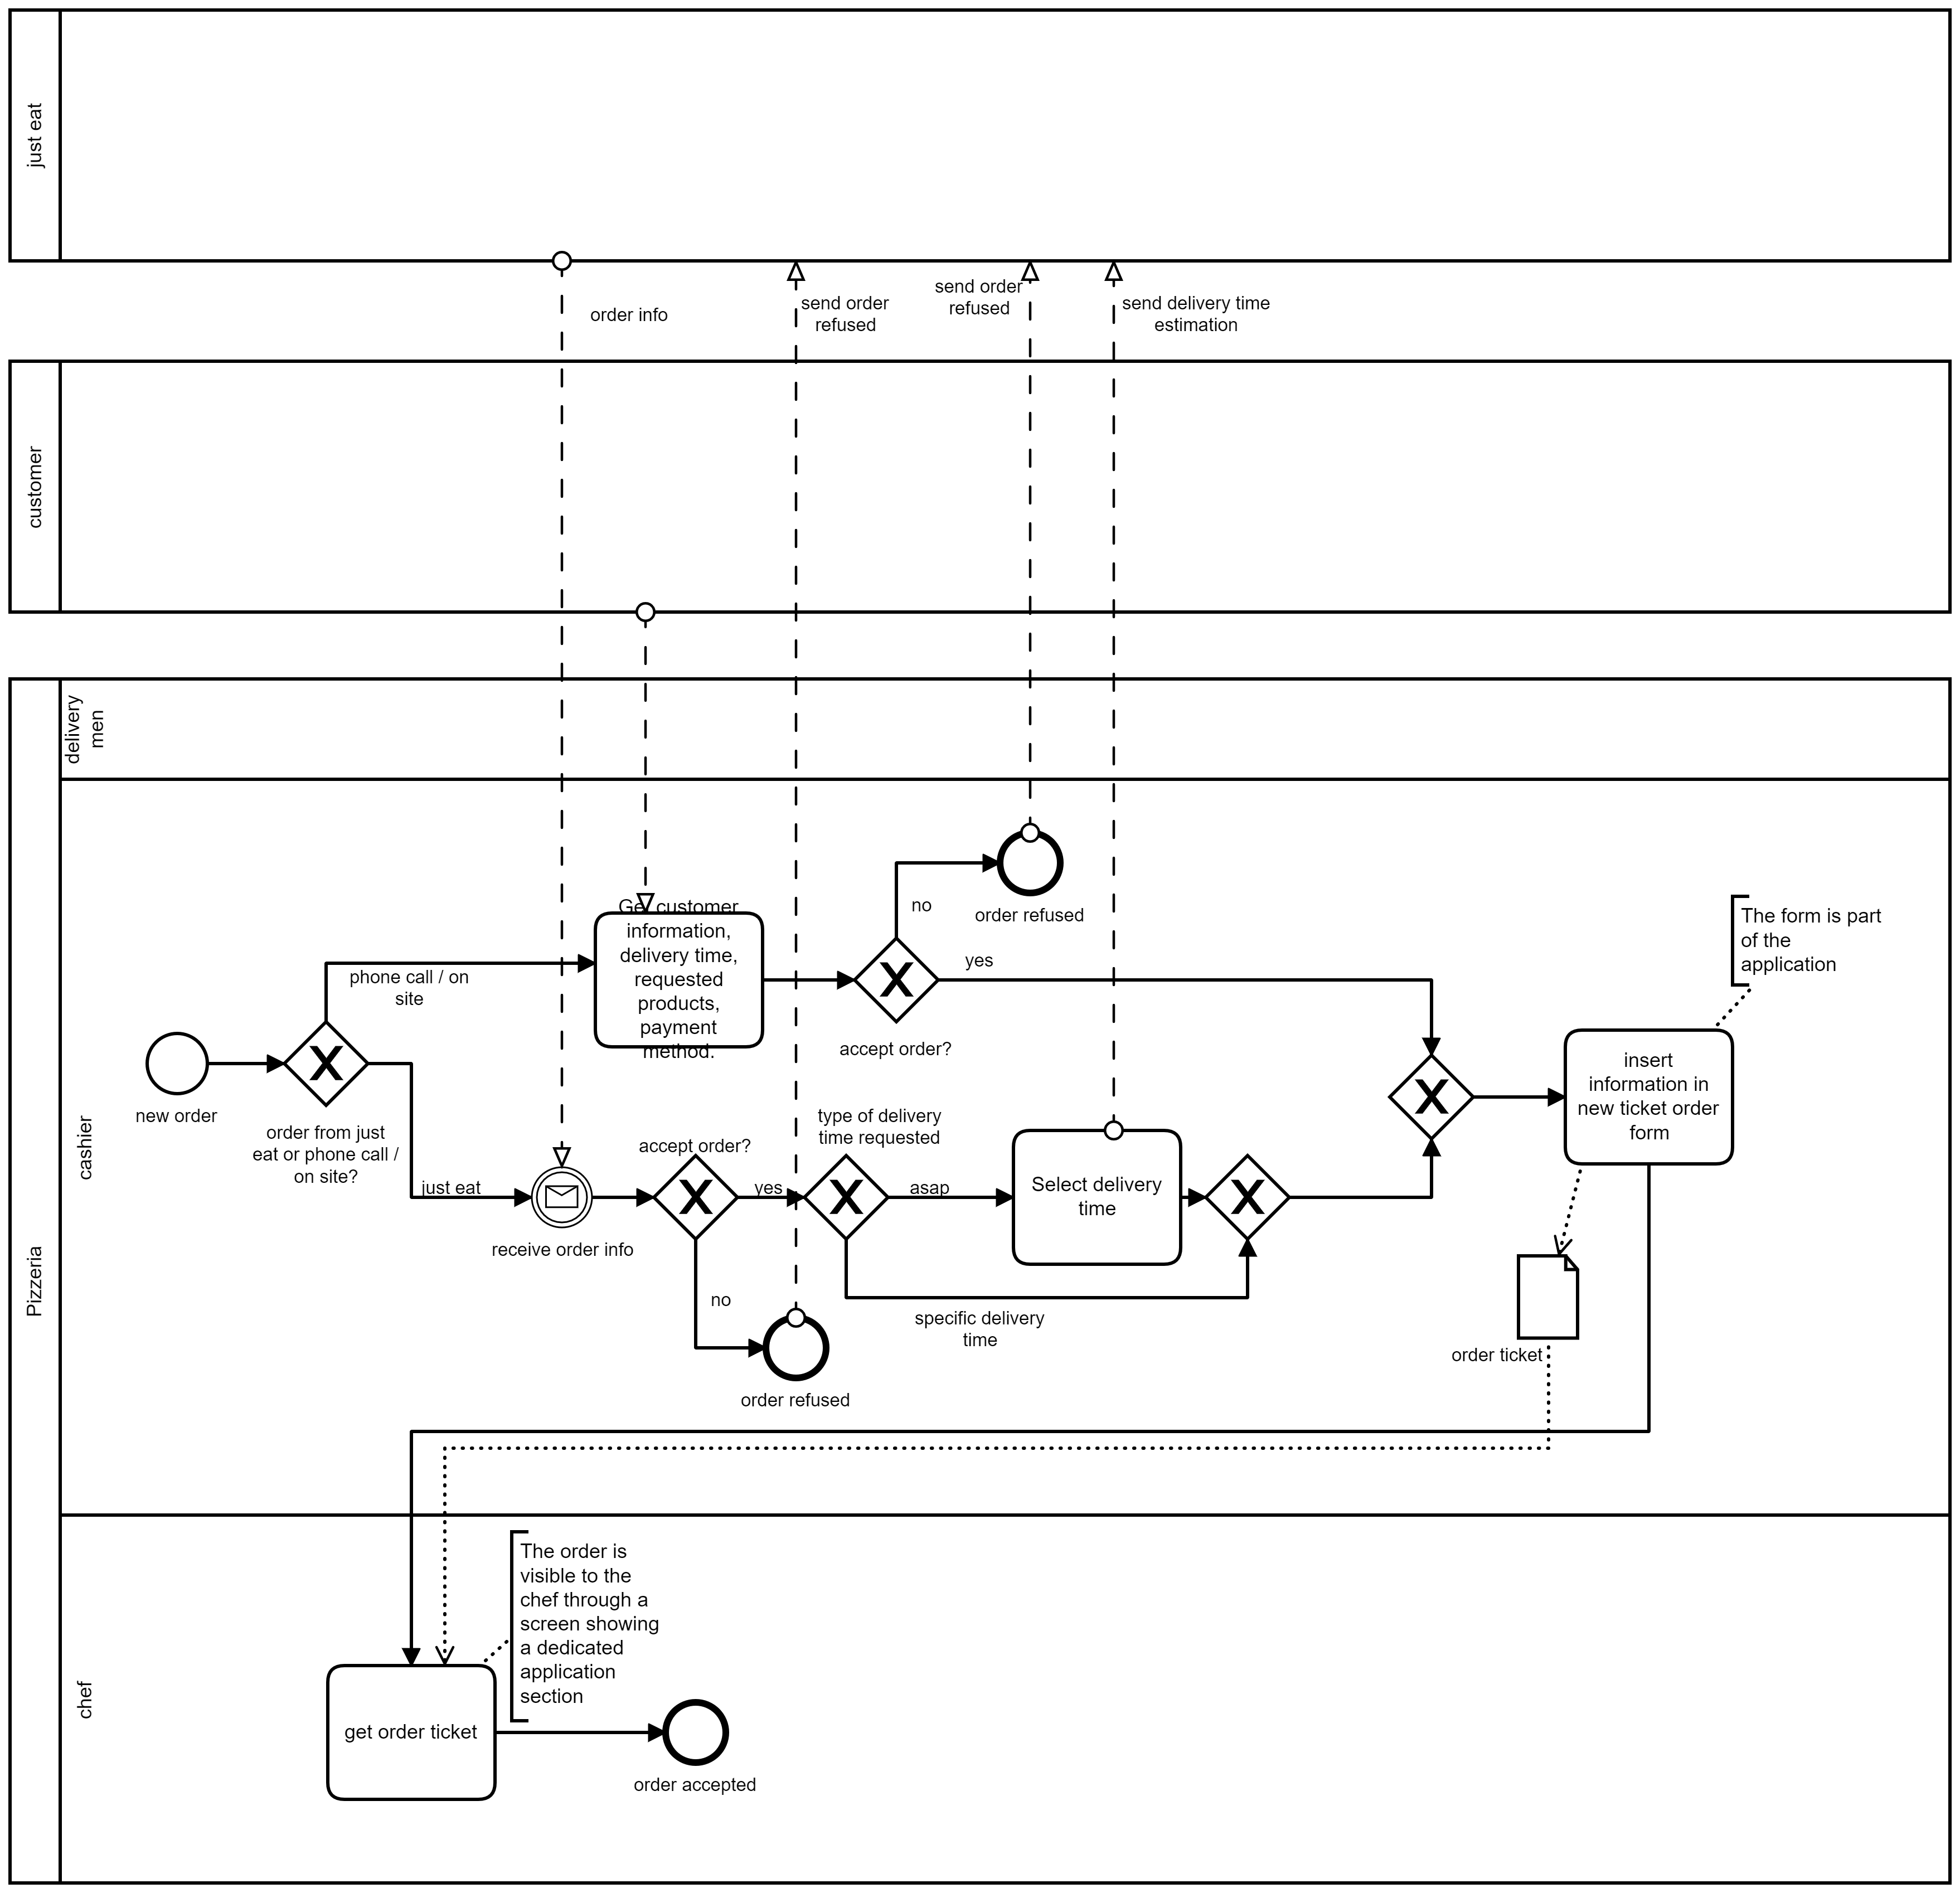 just eat
order info
send order
refused
send order
refused
send delivery time
estimation
customer
Pizzeria
delivery
men
cashier
new order
order from just
eat or phone call /
on site?
phone call / on
site
just eat
Get customer
information,
delivery time,
requested
products,
payment
method.
accept order?
no
order refused
yes
receive order info
accept order?
yes
no
order refused
type of delivery
time requested
asap
specific delivery
time
Select delivery
time
insert
information in
new ticket order
form
The form is part
of the
application
order ticket
chef
The order is
visible to the
chef through a
screen showing
a dedicated
application
section
get order ticket
order accepted